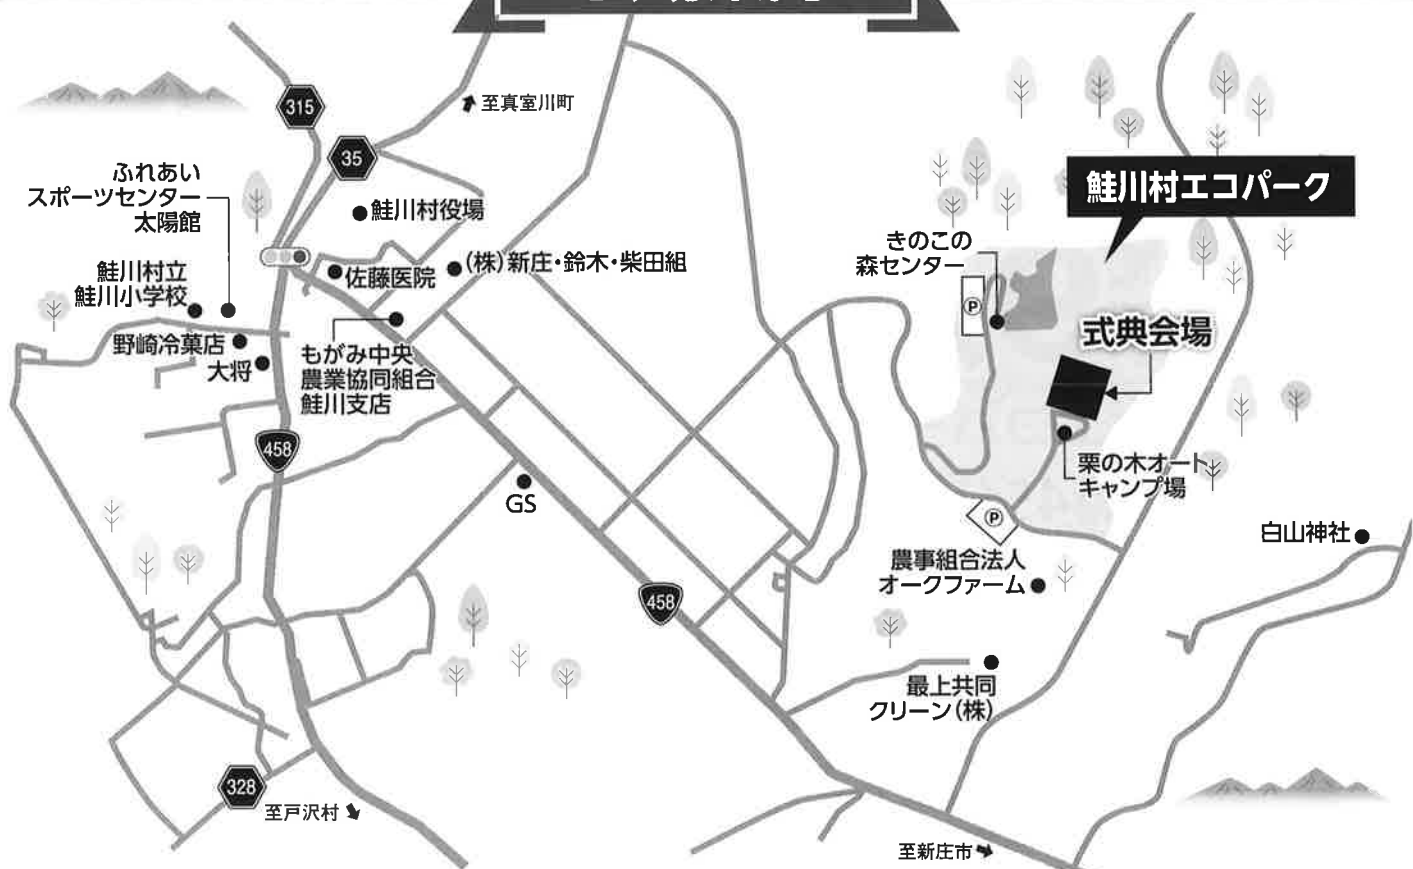 315
至真室川町
35
ふれあい
スポーツセンター
太陽館
鮭川村エコパーク
鮭川村役場
きのこの
森センター
鮭川村立
鮭川小学校
佐藤医院
(株)新庄・鈴木・柴田組
P
式典会場
野崎冷菓店
大将
もがみ中央
農業協同組合
鮭川支店
458
栗の木オート
キャンプ場
GS
P
白山神社
農事組合法人
オークファーム
458
最上共同
クリーン(株)
328
至戸沢村
至新庄市